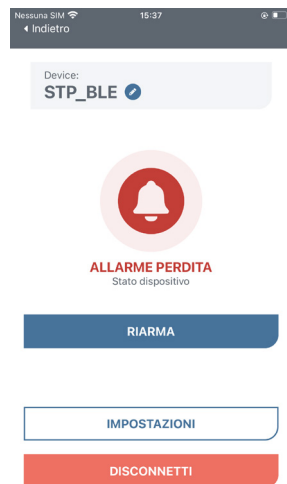 Nessuna SIM 15:37
Indietro
Device:
STP_BLE
ALLARME PERDITA
Stato dispositivo
RIARMA
IMPOSTAZIONI
DISCONNETTI